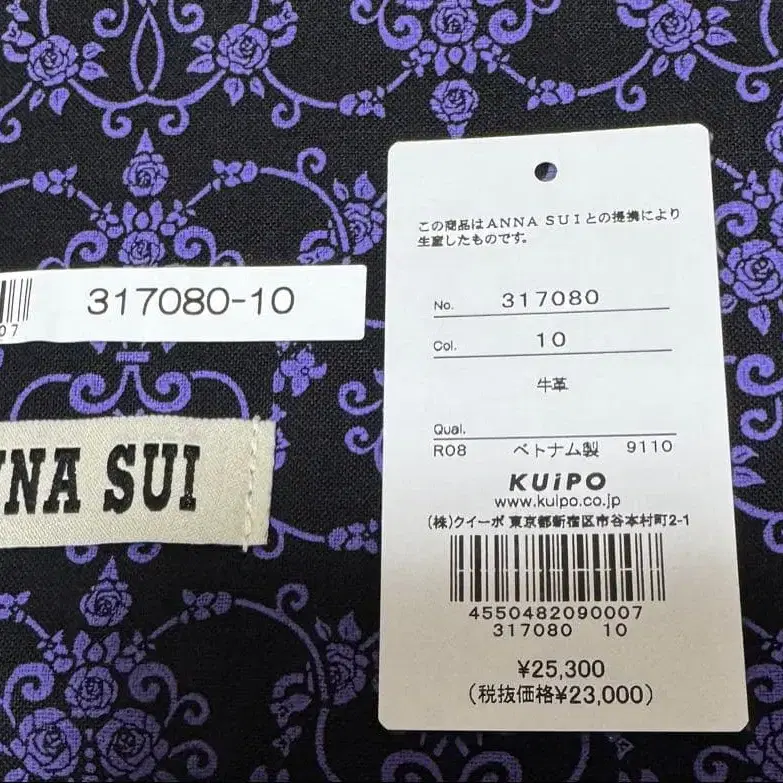 この商品はANNA SUIとの提携により
生産したものです。
No. 317080
Col. 10
牛革
Qual.
R08 ベトナム製 9110
KUiPO
www.kuipo.co.jp
(株)クイーポ 東京都新宿区市谷本村町2-1
4550482090007
317080 10
¥25,300
(税抜価格¥23,000)
317080-10
07
NNA SUI